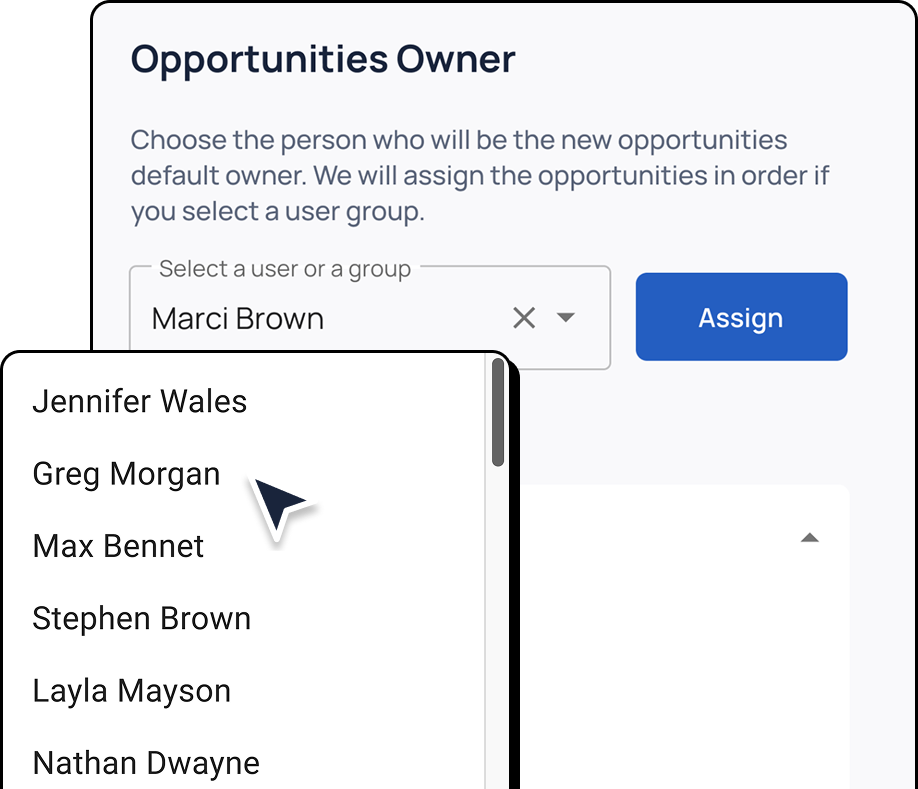 Opportunities Owner
Choose the person who will be the new opportunities
default owner. We will assign the opportunities in order if
you select a user group.
Select a user or a group
Marci Brown
Assign
Jennifer Wales
Greg Morgan
Max Bennet
Stephen Brown
Layla Mayson
Nathan Dwayne